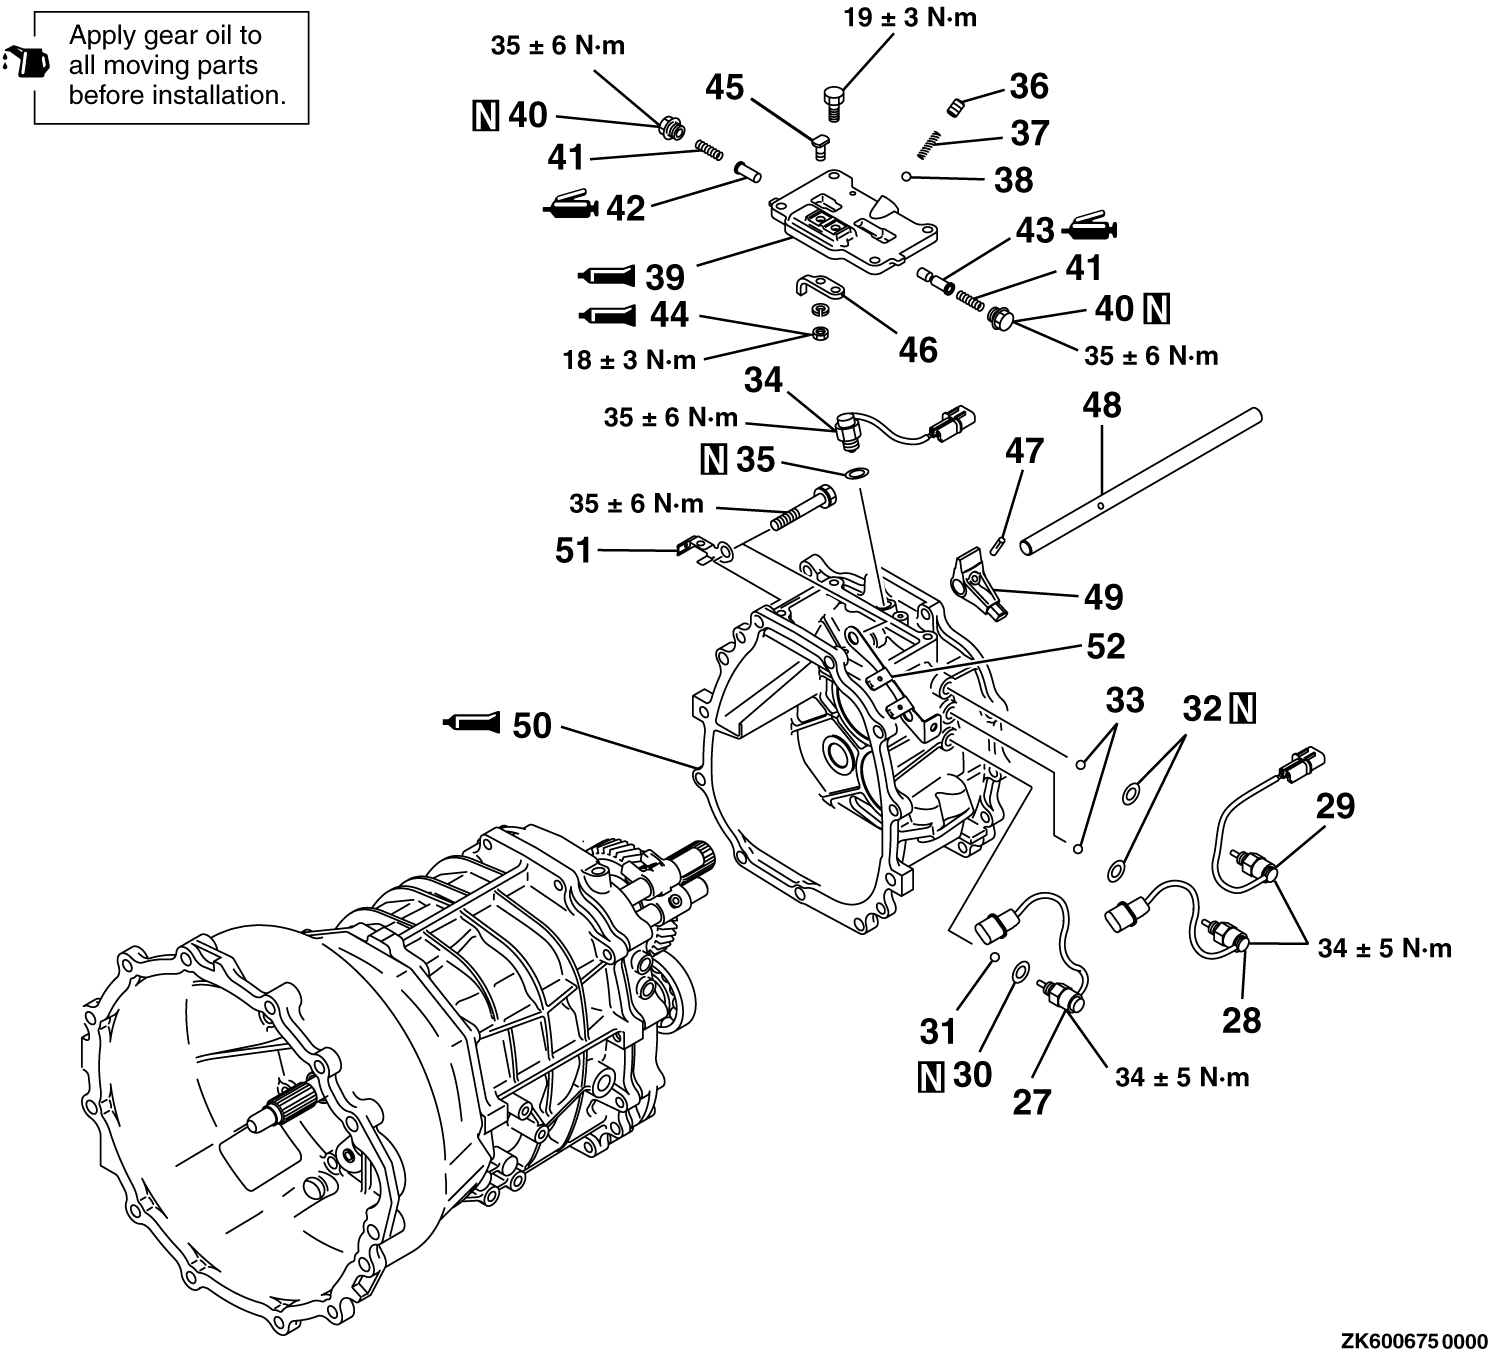 Apply gear oil to
all moving parts
before installation.
19 ± 3 N·m
35 ± 6 N·m
45
36
N 40
37
41
38
42
43
39
41
44
40 N
46
18 ± 3 N·m
35 ± 6 N·m
34
48
35 ± 6 N·m
47
N 35
35 ± 6 N·m
51
49
52
33
32 N
50
29
34 ± 5 N·m
31
28
N 30
34 ± 5 N·m
27
ZK6006750000